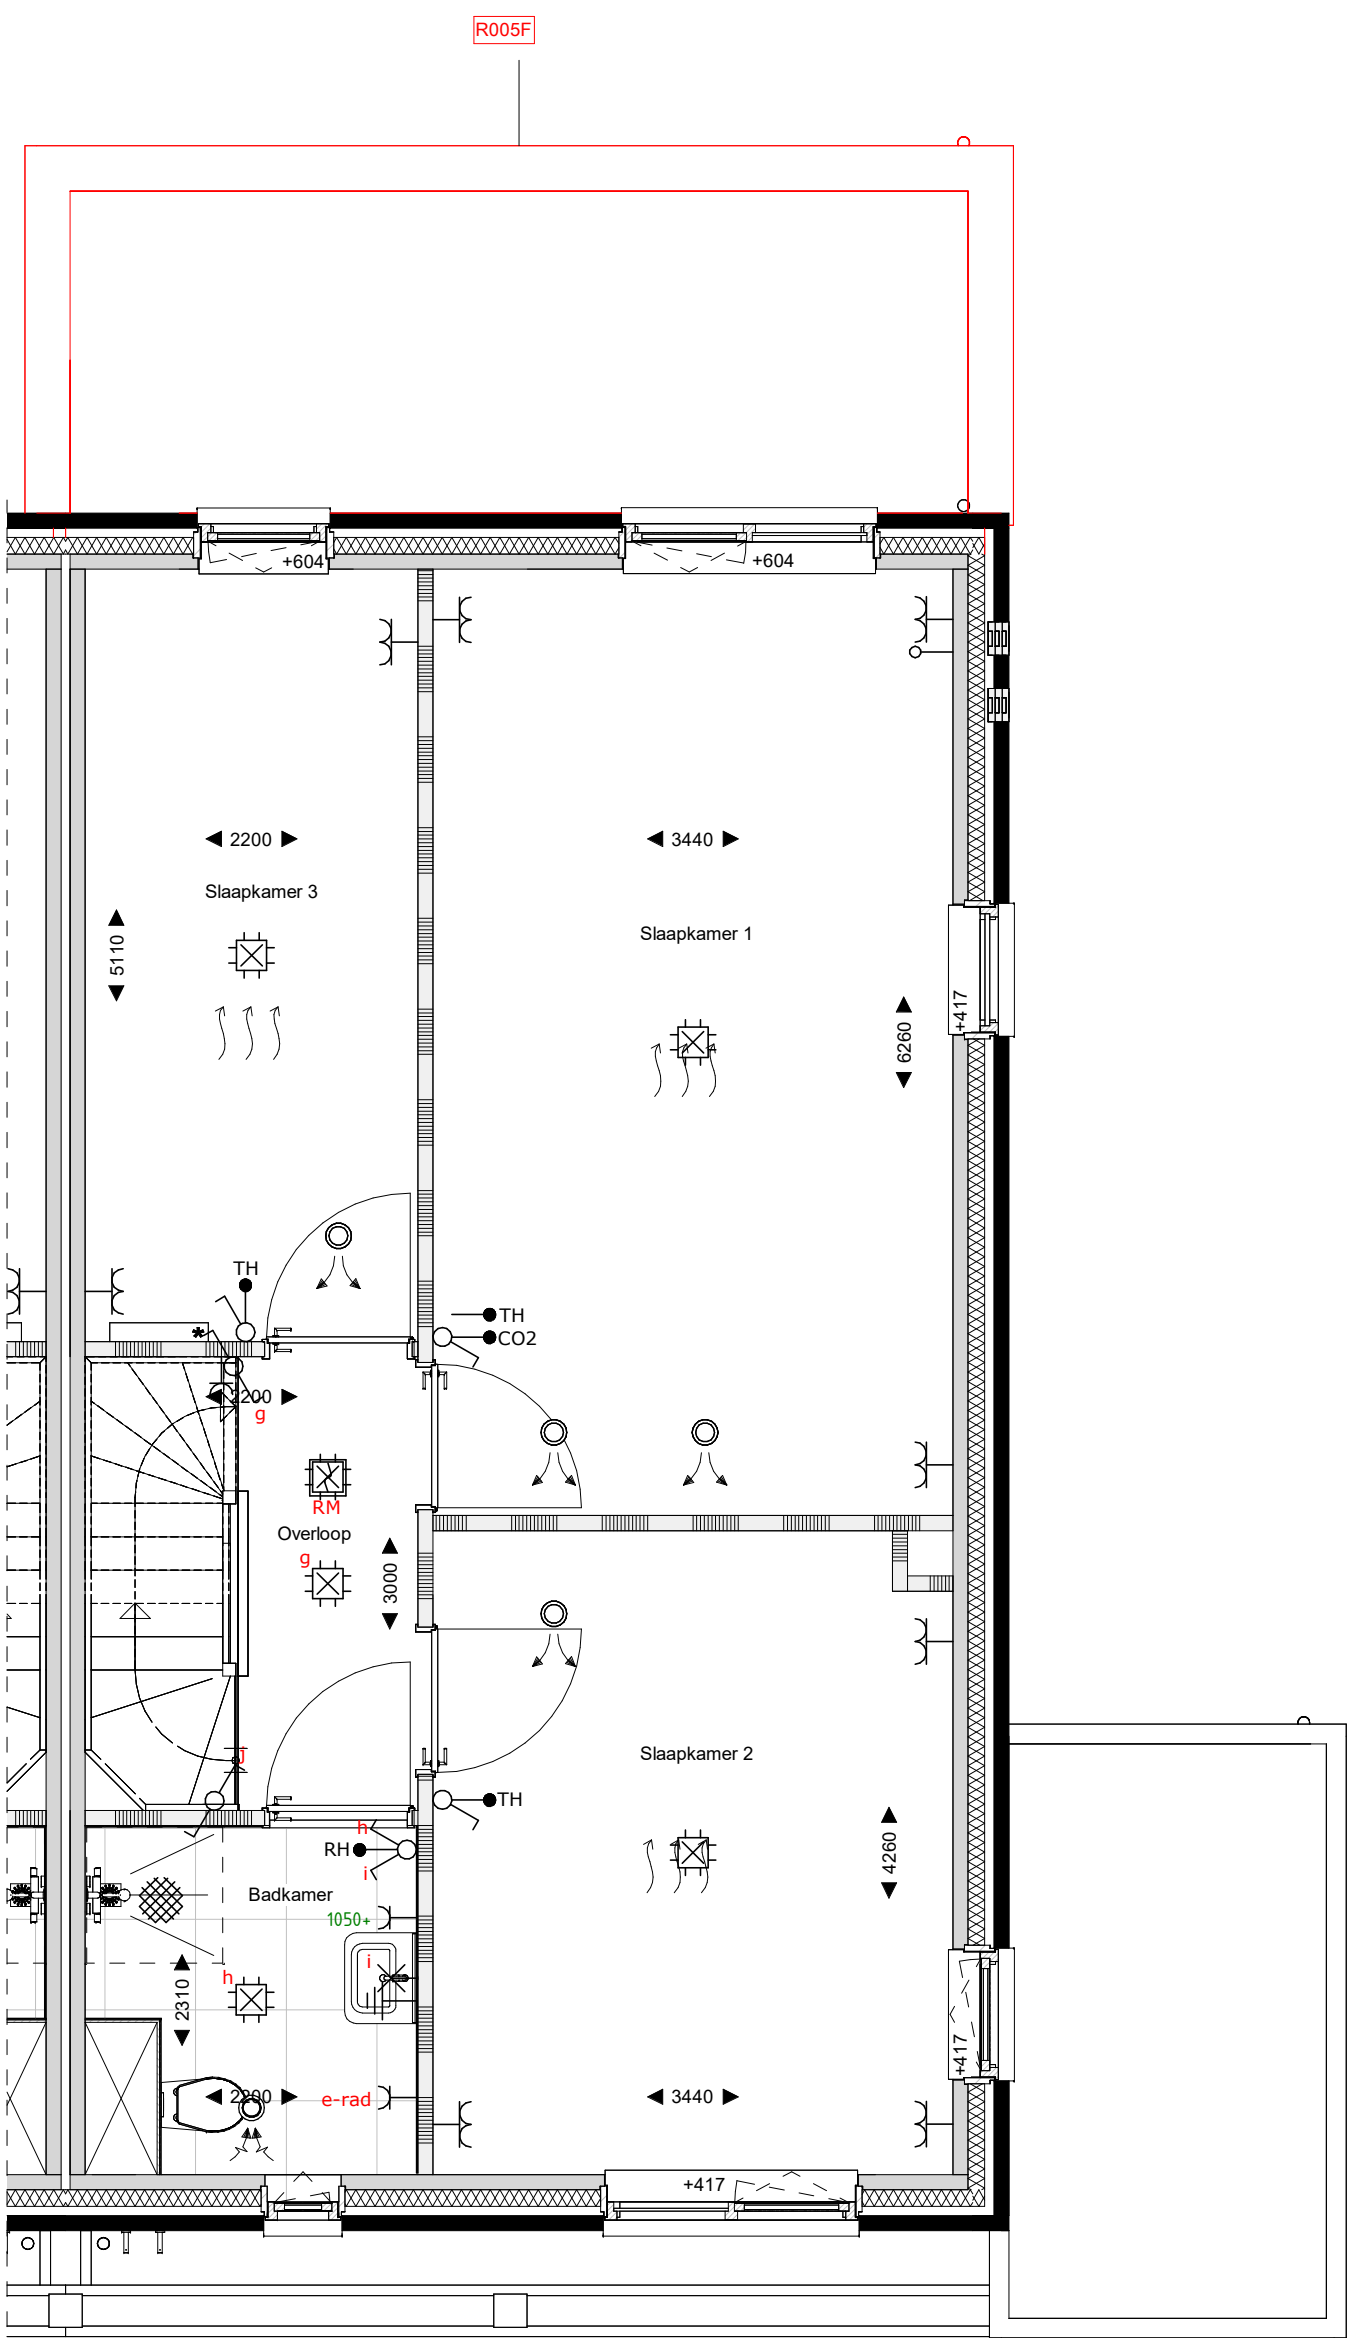 R005F
+604
+604
2200
3440
Slaapkamer 3
Slaapkamer 1
5110
+417
6260
TH
TH
CO2
*
2200
g
RM
Overloop
g
3000
Slaapkamer 2
j
TH
h
RH
i
4260
Badkamer
1050+
i
h
2310
+417
2200
e-rad
3440
+417